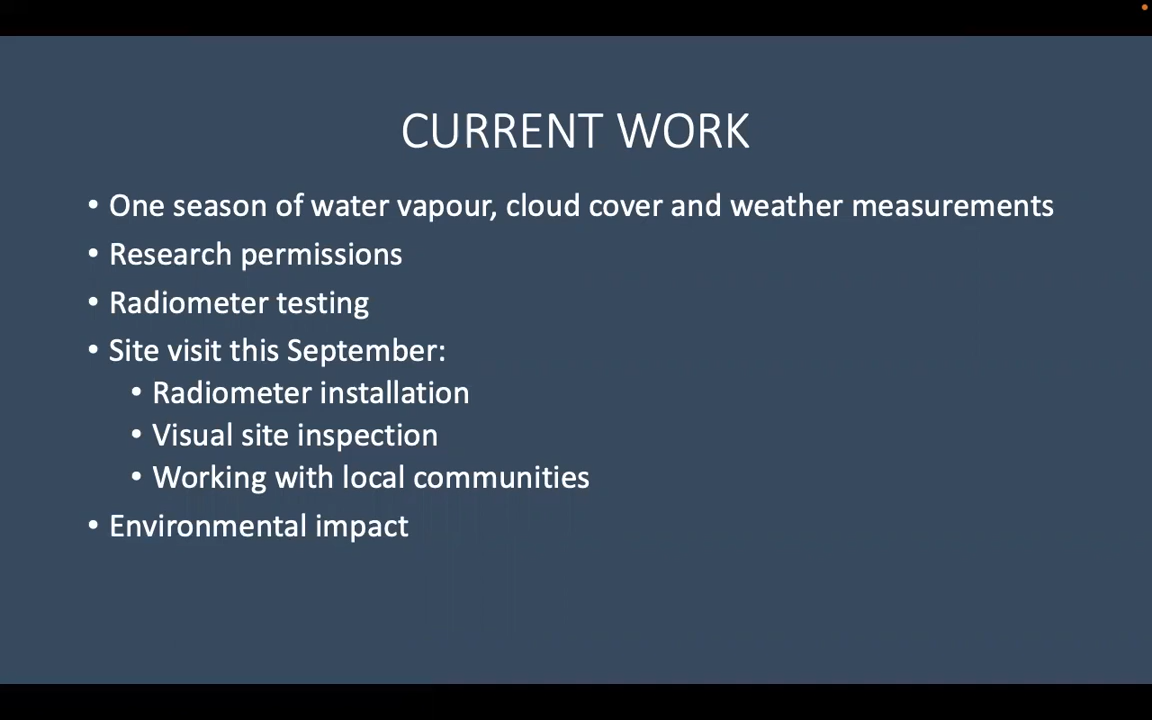 CURRENT WORK
• One season of water vapour, cloud cover and weather measurements
• Research permissions
• Radiometer testing
• Site visit this September:
• Radiometer installation
• Visual site inspection
• Working with local communities
• Environmental impact